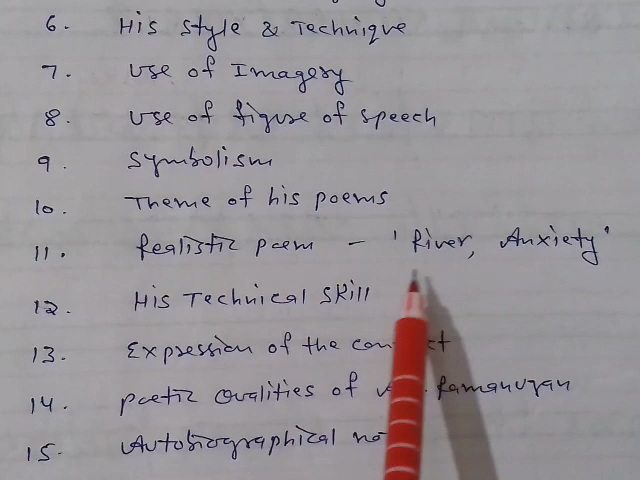 6. His style & Technique
7. Use of Imagery
8. Use of figure of speech
9. Symbolism
10. Theme of his poems
11. Realistic poem - 'River, Anxiety'
12. His Technical skill
13. Expression of the
14. Poetic Qualities of Ramanujan
15. Autobiographical